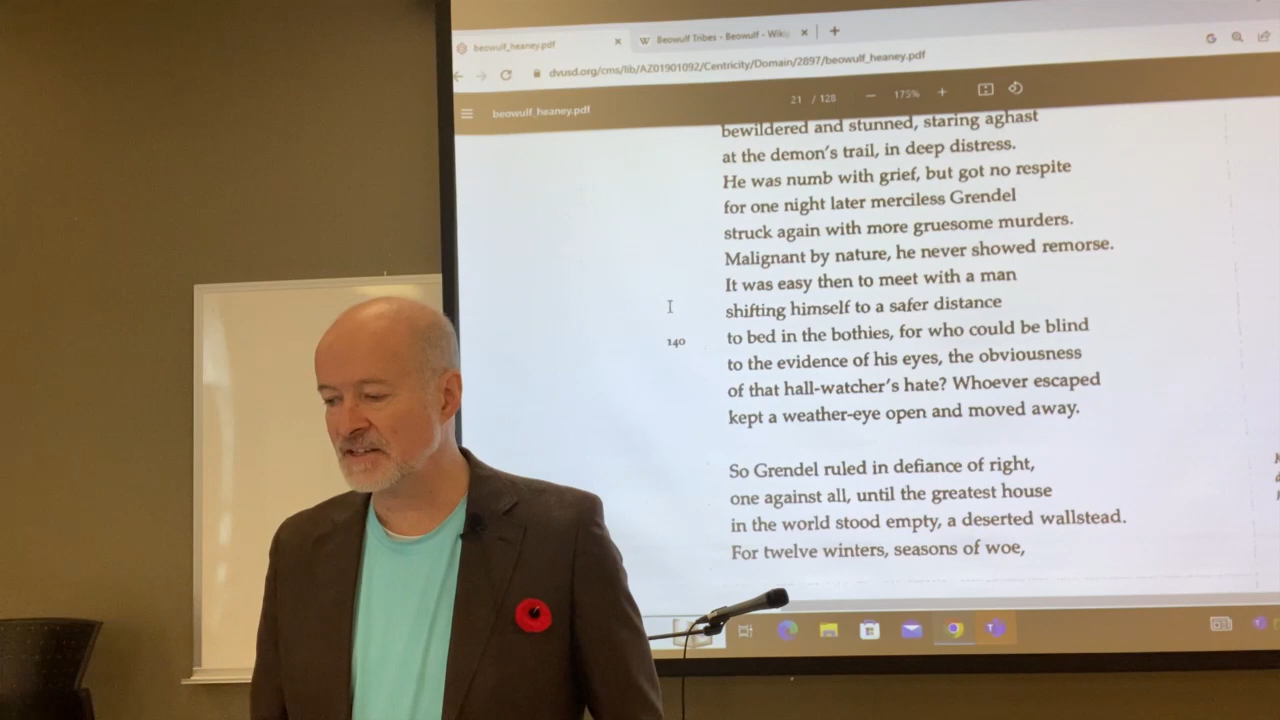 beowulf_heaney.pdf
Beowulf Tribes - Beowulf - Wiki
dvusd.org/cms/lib/AZ01901092/Centricity/Domain/2897/beowulf_heaney.pdf
beowulf_heaney.pdf
21 / 128
175%
bewildered and stunned, staring aghast
at the demon's trail, in deep distress.
He was numb with grief, but got no respite
for one night later merciless Grendel
struck again with more gruesome murders.
Malignant by nature, he never showed remorse.
It was easy then to meet with a man
shifting himself to a safer distance
140 to bed in the bothies, for who could be blind
to the evidence of his eyes, the obviousness
of that hall-watcher's hate? Whoever escaped
kept a weather-eye open and moved away.
So Grendel ruled in defiance of right,
one against all, until the greatest house
in the world stood empty, a deserted wallstead.
For twelve winters, seasons of woe,